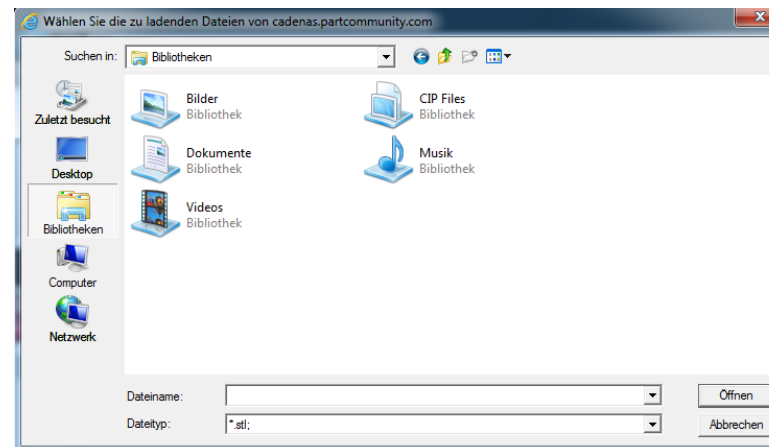 Wählen Sie die zu ladenden Dateien von cadenas.partcommunity.com
Suchen in:
Bibliotheken
Zuletzt besucht
Desktop
Bibliotheken
Computer
Netzwerk
Bilder
Bibliothek
CIP Files
Bibliothek
Dokumente
Bibliothek
Musik
Bibliothek
Videos
Bibliothek
Dateiname:
Öffnen
Dateityp:
*.stl;
Abbrechen